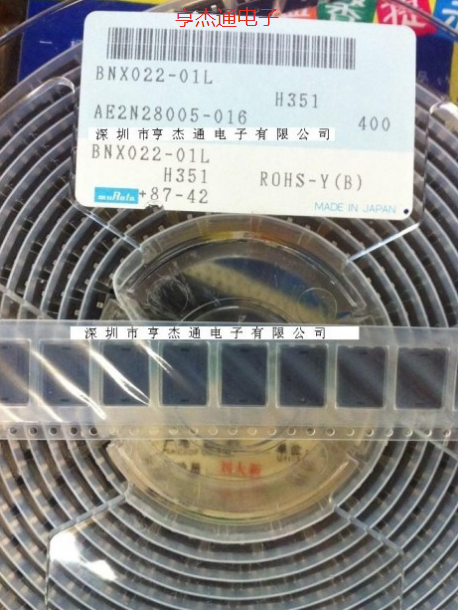 亨杰通电子
BNX022-01L
H351
AE2N28005-016
400
深圳市亨杰通电子有限公司
BNX022-01L
H351
ROHS-Y(B)
muRata
+87-42
MADE IN JAPAN
深圳市亨杰通电子有限公司